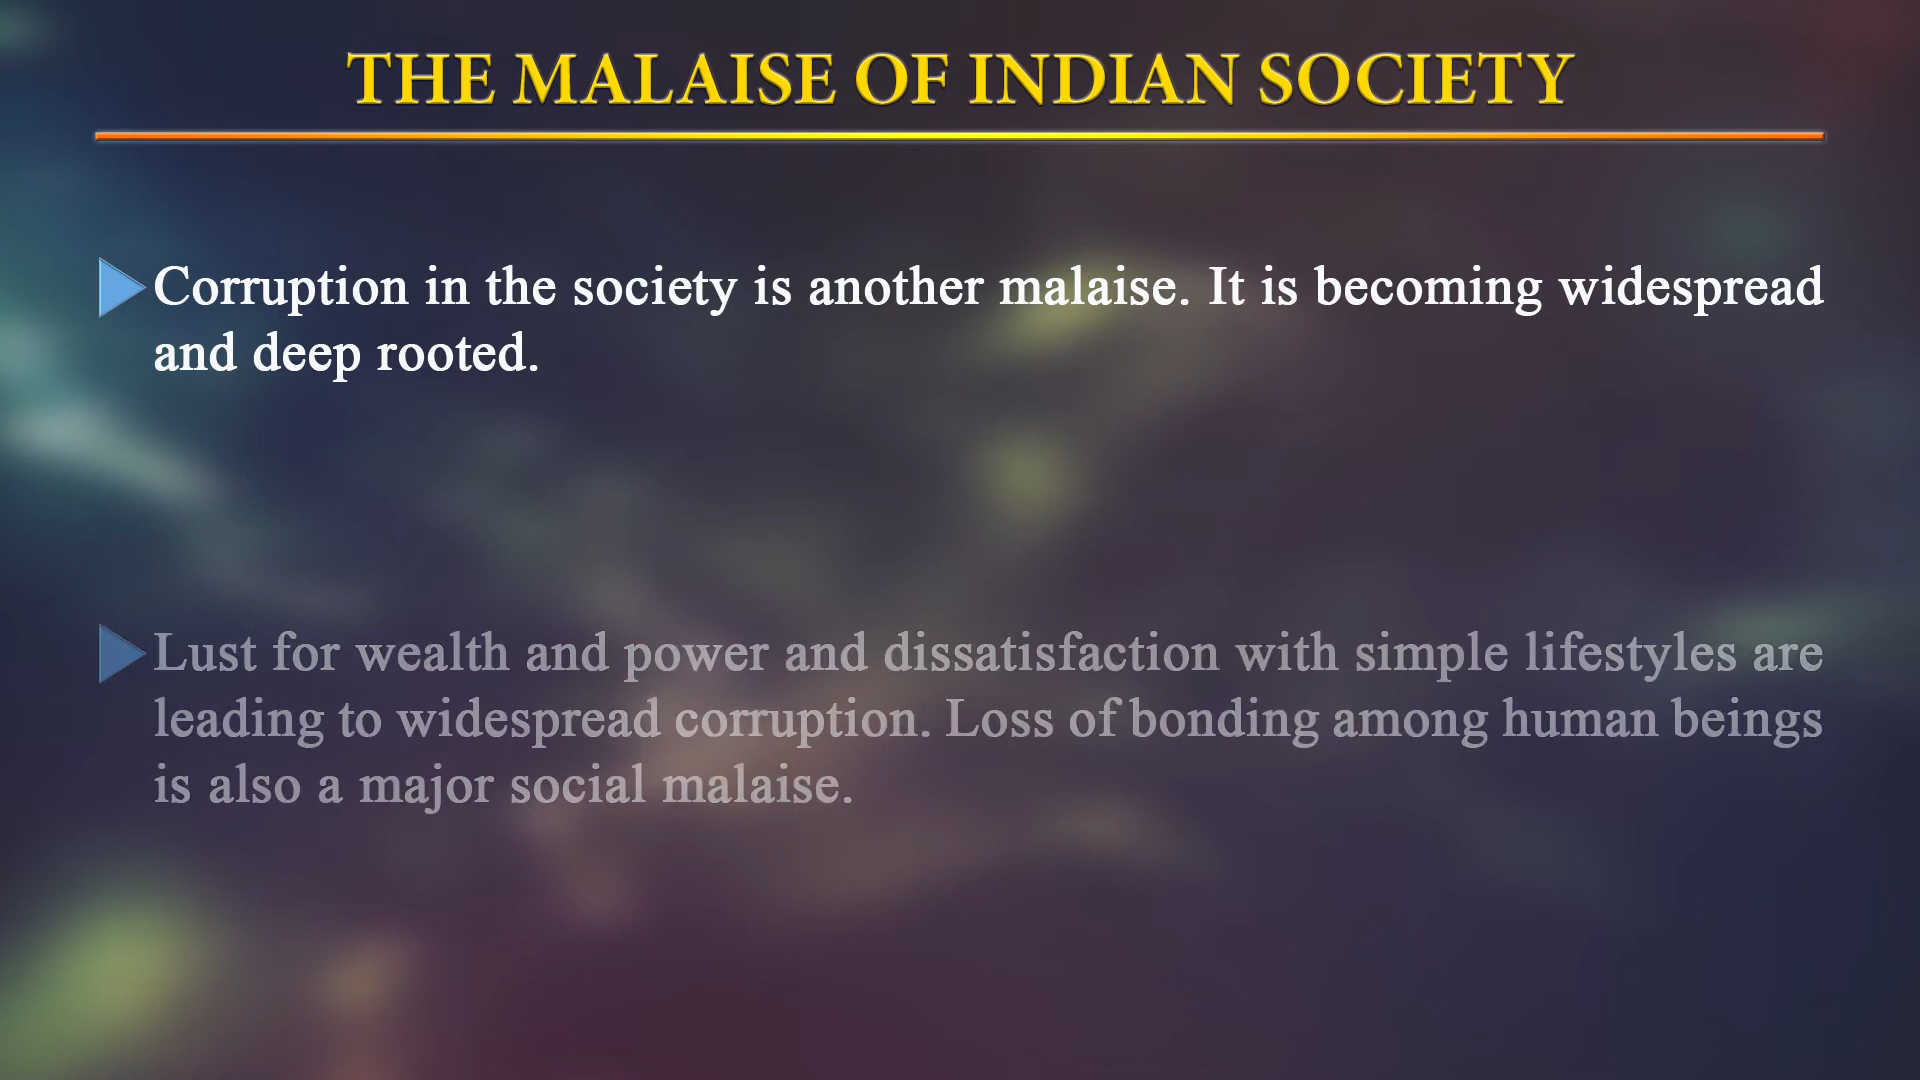 THE MALAISE OF INDIAN SOCIETY
Corruption in the society is another malaise. It is becoming widespread
and deep rooted.
Lust for wealth and power and dissatisfaction with simple lifestyles are
leading to widespread corruption. Loss of bonding among human beings
is also a major social malaise.